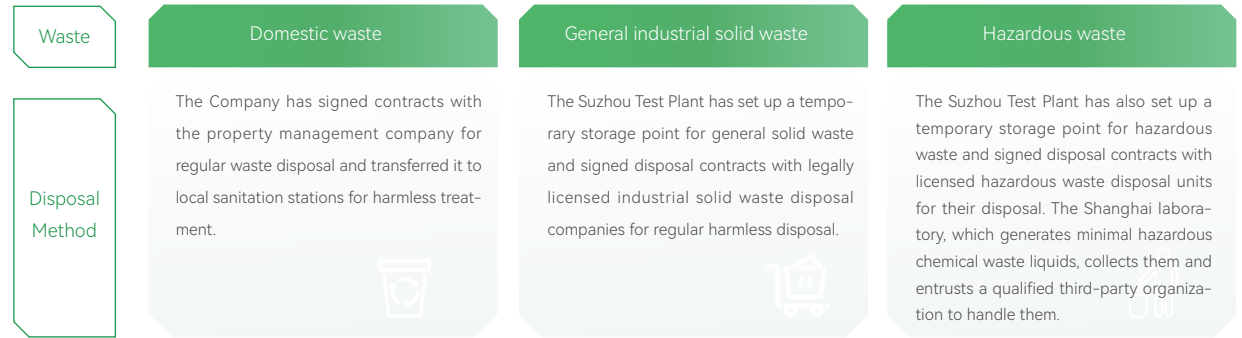 Waste
Domestic waste
General industrial solid waste
Hazardous waste
Disposal
Method
The Company has signed contracts with
the property management company for
regular waste disposal and transferred it to
local sanitation stations for harmless treat-
ment.
The Suzhou Test Plant has set up a tempo-
rary storage point for general solid waste
and signed disposal contracts with legally
licensed industrial solid waste disposal
companies for regular harmless disposal.
The Suzhou Test Plant has also set up a
temporary storage point for hazardous
waste and signed disposal contracts with
licensed hazardous waste disposal units
for their disposal. The Shanghai labora-
tory, which generates minimal hazardous
chemical waste liquids, collects them and
entrusts a qualified third-party organiza-
tion to handle them.